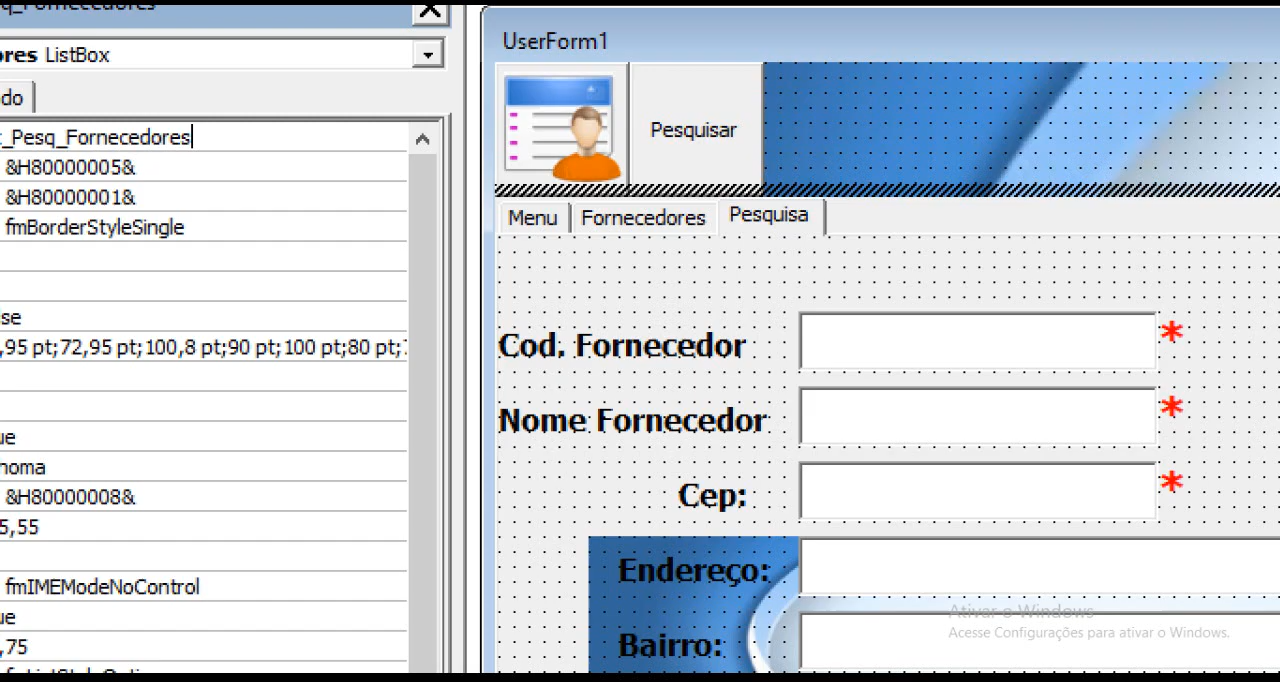 q_Fornecedores
ores ListBox
do
t_Pesq_Fornecedores
&H80000005&
&H80000001&
fmBorderStyleSingle
se
,95 pt;72,95 pt;100,8 pt;90 pt;100 pt;80 pt;
ue
homa
&H80000008&
5,55
fmIMEModeNoControl
ue
,75
UserForm1
Pesquisar
Menu Fornecedores Pesquisa
Cod. Fornecedor *
Nome Fornecedor *
Cep: *
Endereço:
Bairro:
Ativar o Windows
Acesse Configurações para ativar o Windows.